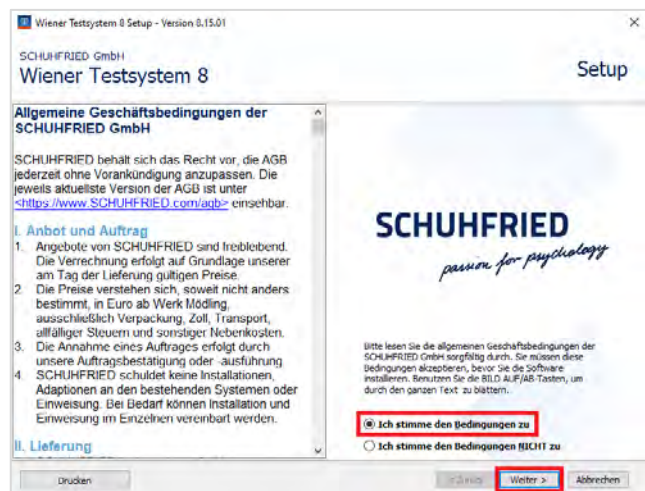 Wiener Testsystem 8 Setup - Version 8.15.01
SCHUHFRIED GmbH
Wiener Testsystem 8
Setup
Allgemeine Geschäftsbedingungen der
SCHUHFRIED GmbH
SCHUHFRIED behält sich das Recht vor, die AGB
jederzeit ohne Vorankündigung anzupassen. Die
jeweils aktuellste Version der AGB ist unter
<https://www.SCHUHFRIED.com/agb> einsehbar.
I. Anbot und Auftrag
1. Angebote von SCHUHFRIED sind freibleibend.
Die Verrechnung erfolgt auf Grundlage unserer
am Tag der Lieferung gültigen Preise.
2. Die Preise verstehen sich, soweit nicht anders
bestimmt, in Euro ab Werk Mödling,
ausschließlich Verpackung, Zoll, Transport,
allfälliger Steuern und sonstiger Nebenkosten.
3. Die Annahme eines Auftrages erfolgt durch
unsere Auftragsbestätigung oder -ausführung
4. SCHUHFRIED schuldet keine Installationen,
Adaptionen an den bestehenden Systemen oder
Einweisung. Bei Bedarf können Installation und
Einweisung im Einzelnen vereinbart werden.
II. Lieferung
SCHUHFRIED
passion for psychology
Bitte lesen Sie die allgemeinen Geschäftsbedingungen der
SCHUHFRIED GmbH sorgfältig durch. Sie müssen diese
Bedingungen akzeptieren, bevor Sie die Software
installieren. Benutzen Sie die BILD AUF/AB-Tasten, um
durch den ganzen Text zu blättern.
Ich stimme den Bedingungen zu
Ich stimme den Bedingungen NICHT zu
Drucken
< Zurück
Weiter >
Abbrechen